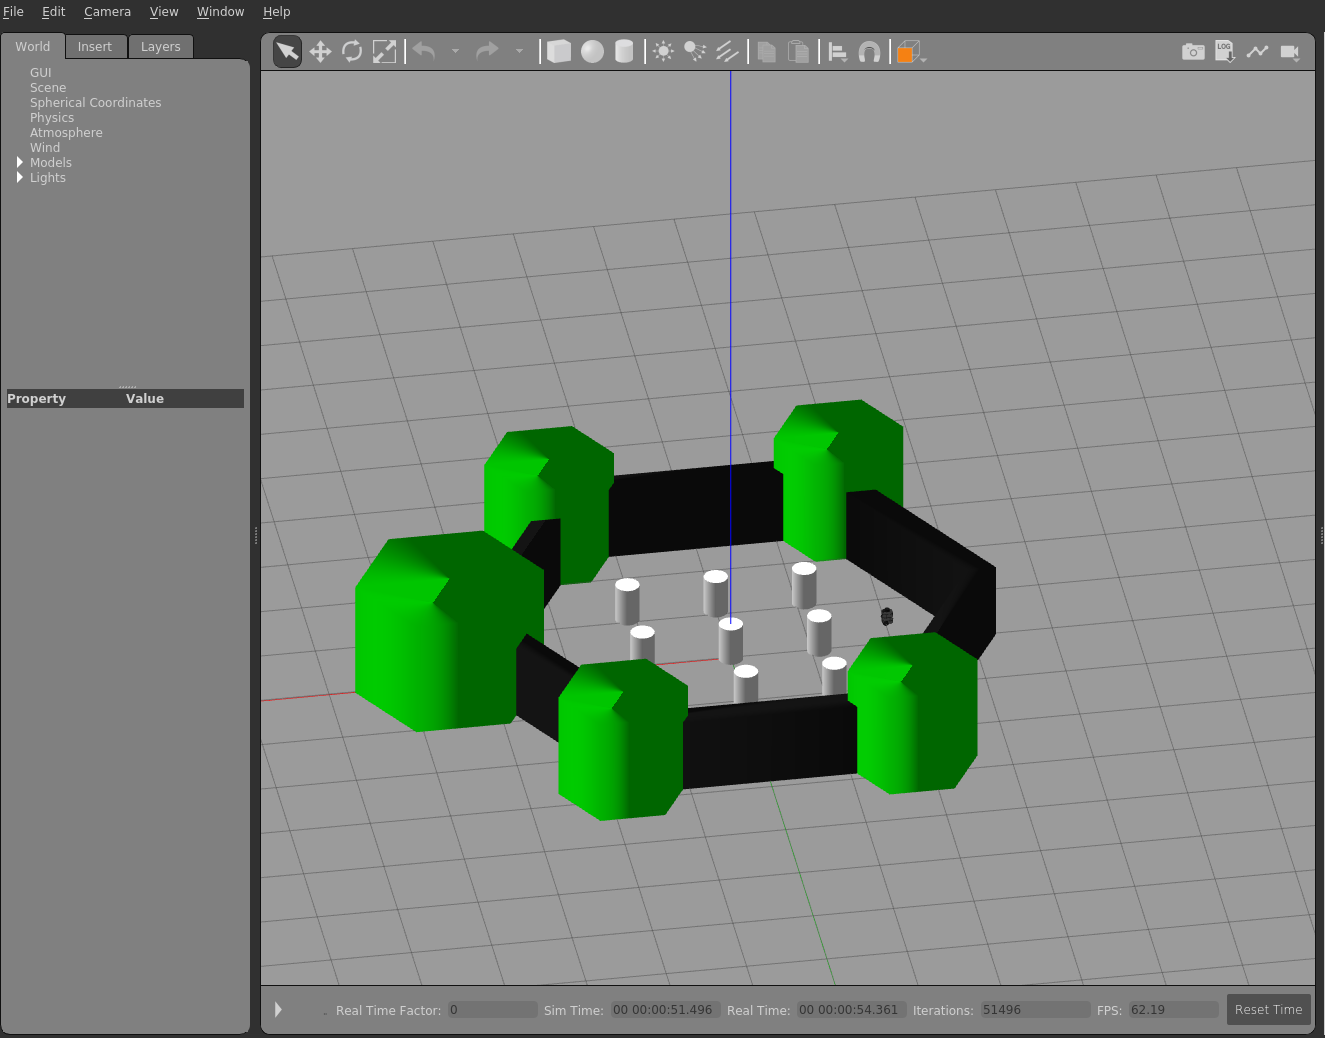 File Edit Camera View Window Help
World Insert Layers
GUI
Scene
Spherical Coordinates
Physics
Atmosphere
Wind
Models
Lights
Property Value
LOG
Real Time Factor: 0 Sim Time: 00 00:00:51.496 Real Time: 00 00:00:54.361 Iterations: 51496 FPS: 62.19 Reset Time